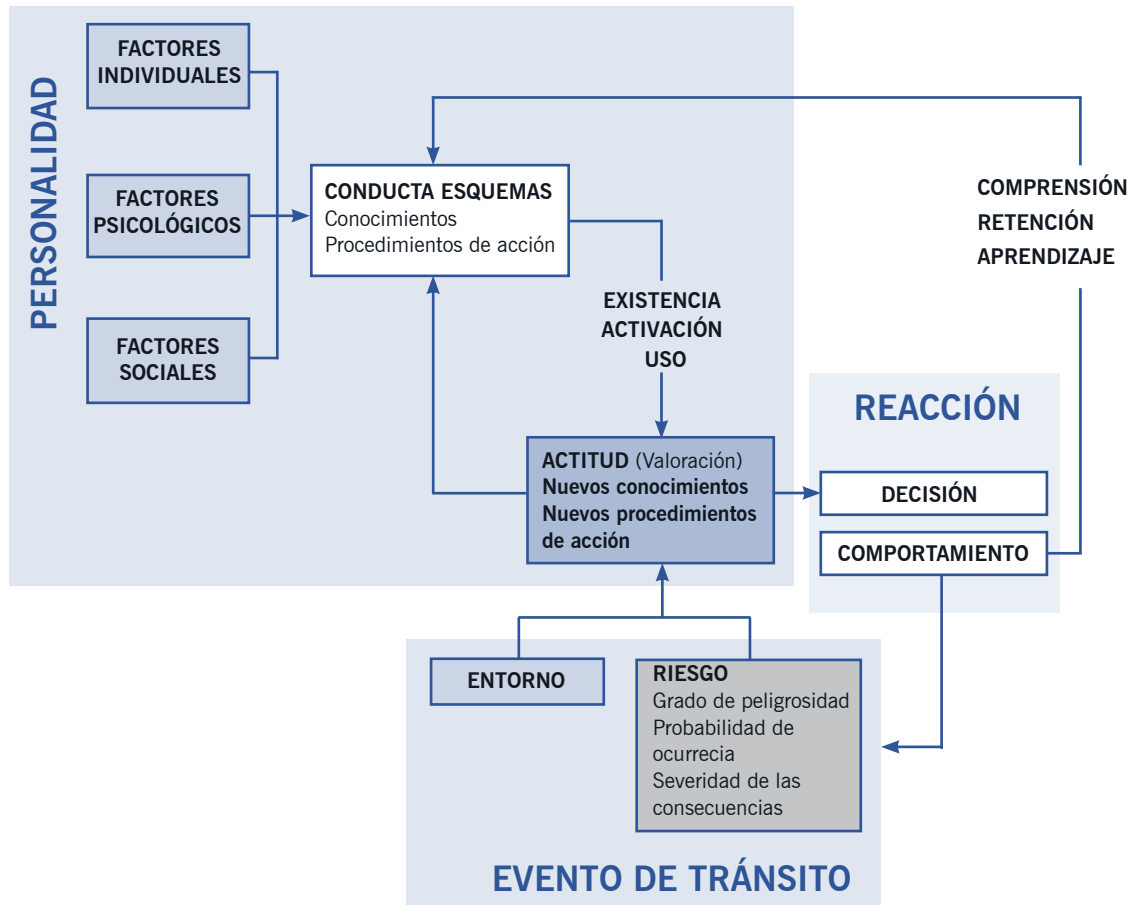 PERSONALIDAD
FACTORES
INDIVIDUALES
FACTORES
PSICOLÓGICOS
FACTORES
SOCIALES
CONDUCTA ESQUEMAS
Conocimientos
Procedimientos de acción
EXISTENCIA
ACTIVACIÓN
USO
COMPRENSIÓN
RETENCIÓN
APRENDIZAJE
ACTITUD (Valoración)
Nuevos conocimientos
Nuevos procedimientos
de acción
REACCIÓN
DECISIÓN
COMPORTAMIENTO
ENTORNO
RIESGO
Grado de peligrosidad
Probabilidad de
ocurrecia
Severidad de las
consecuencias
EVENTO DE TRÁNSITO